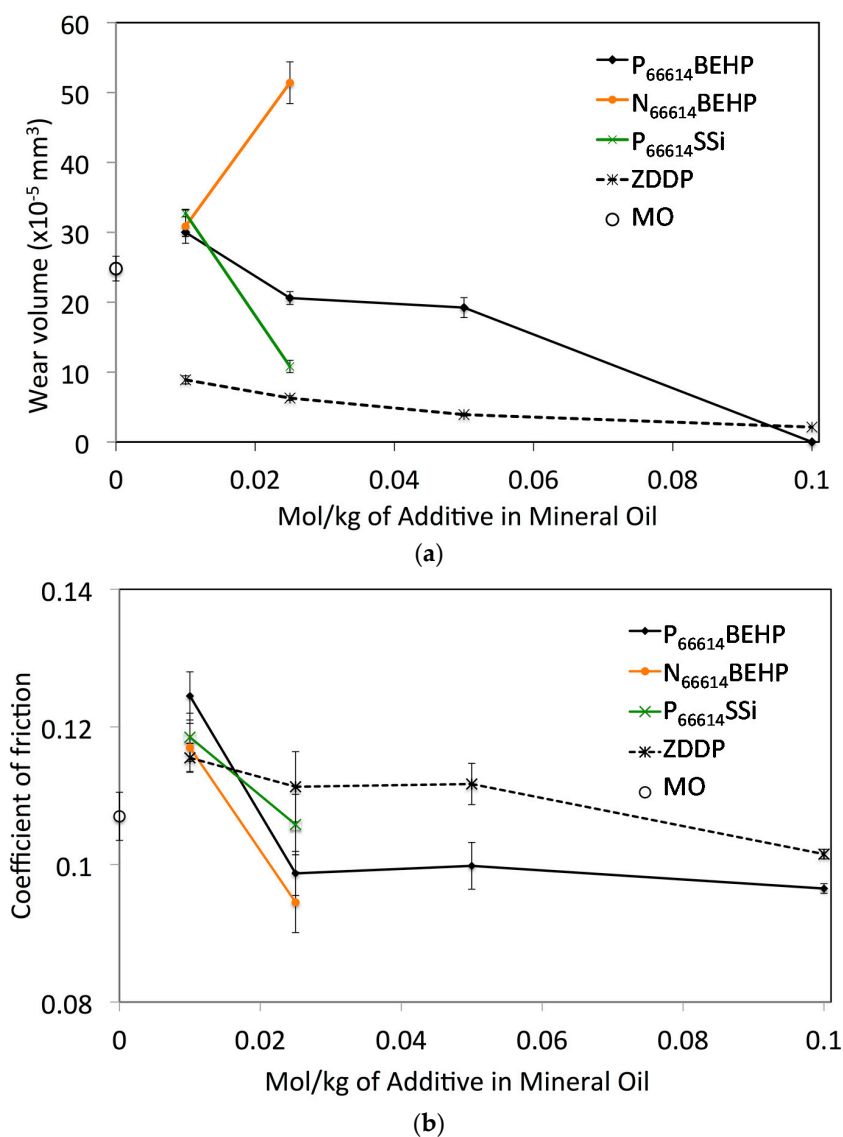 60
50
40
30
20
10
0
Wear volume (x10⁻⁵ mm³)
P₆₆₆₁₄BEHP
N₆₆₆₁₄BEHP
P₆₆₆₁₄SSi
ZDDP
MO
0 0.02 0.04 0.06 0.08 0.1
Mol/kg of Additive in Mineral Oil
(a)
0.14
0.12
0.1
0.08
Coefficient of friction
P₆₆₆₁₄BEHP
N₆₆₆₁₄BEHP
P₆₆₆₁₄SSi
ZDDP
MO
0 0.02 0.04 0.06 0.08 0.1
Mol/kg of Additive in Mineral Oil
(b)